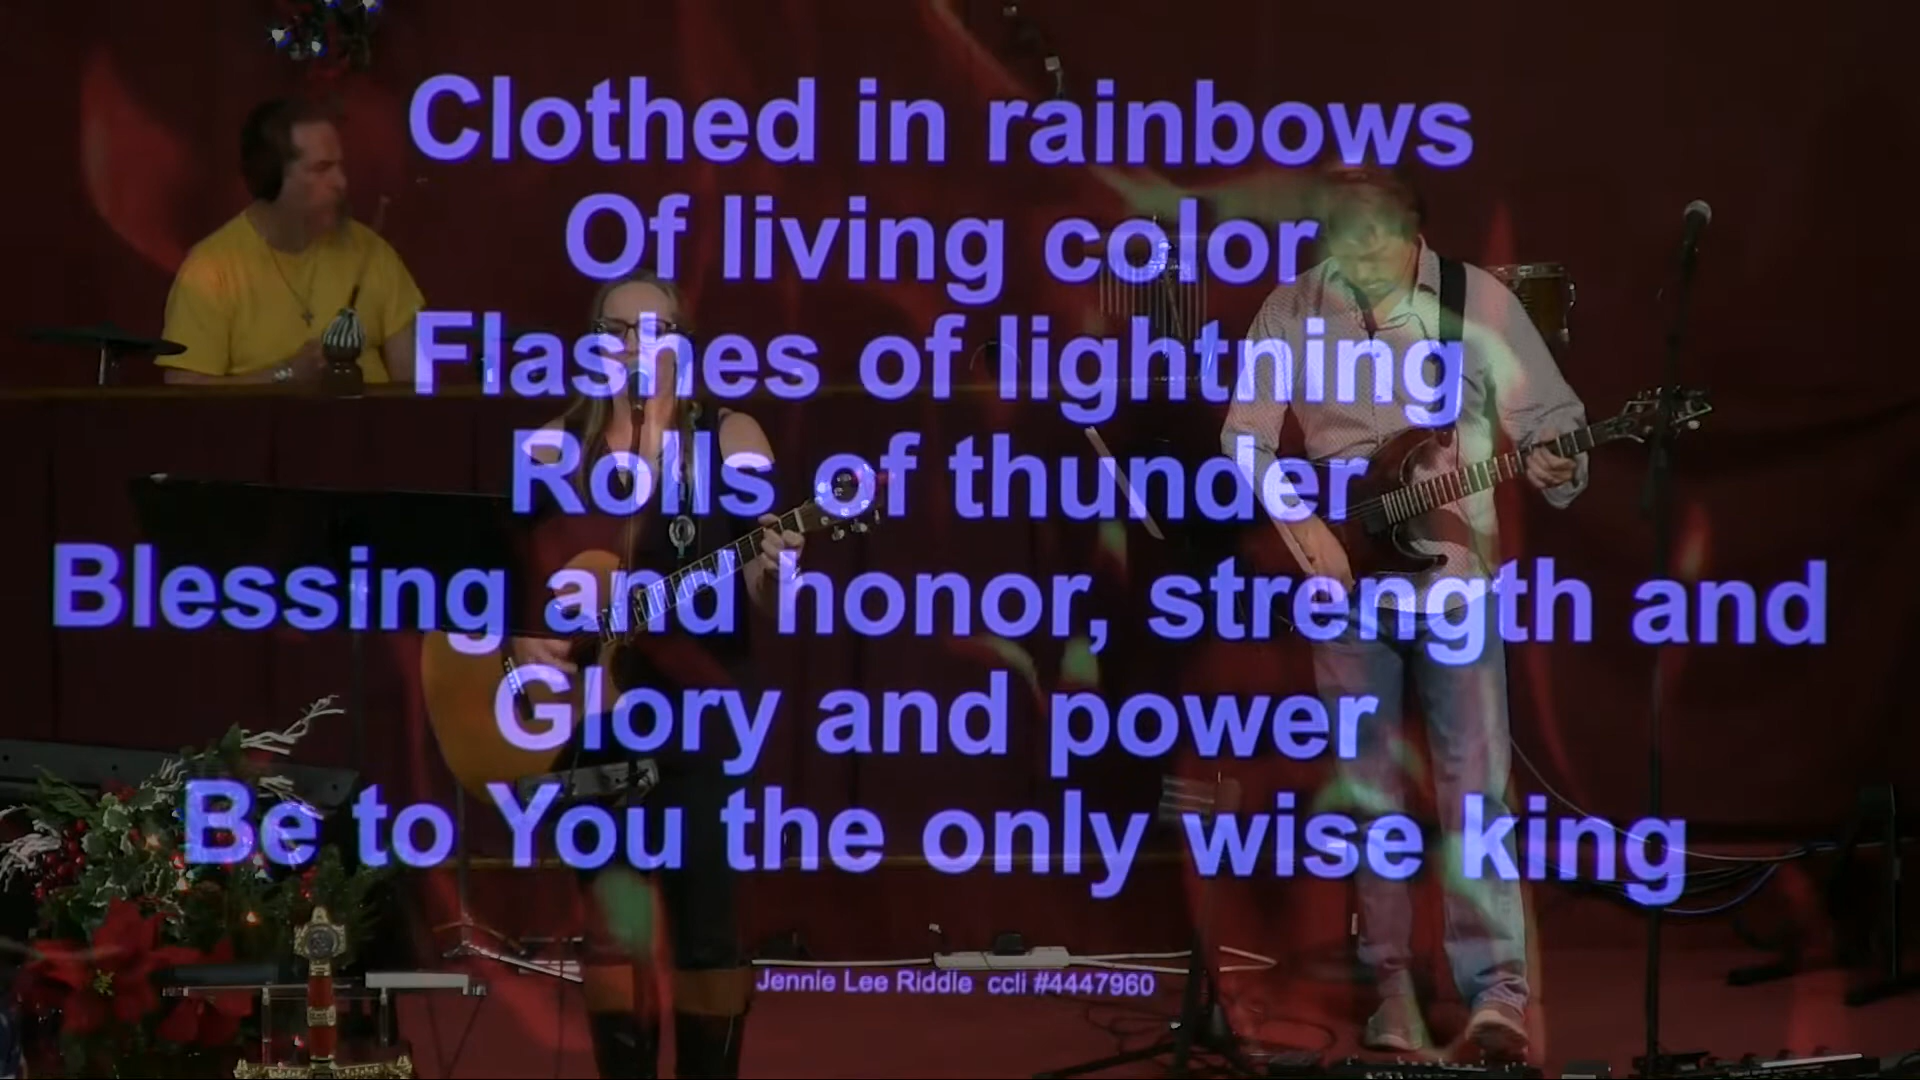 Clothed in rainbows
Of living color
Flashes of lightning
Rolls of thunder
Blessing and honor, strength and
Glory and power
Be to You the only wise king
Jennie Lee Riddle ccli #4447960